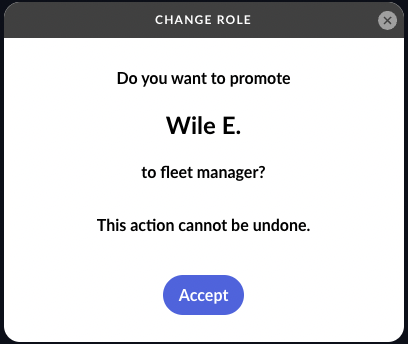 CHANGE ROLE
Do you want to promote
Wile E.
to fleet manager?
This action cannot be undone.
Accept